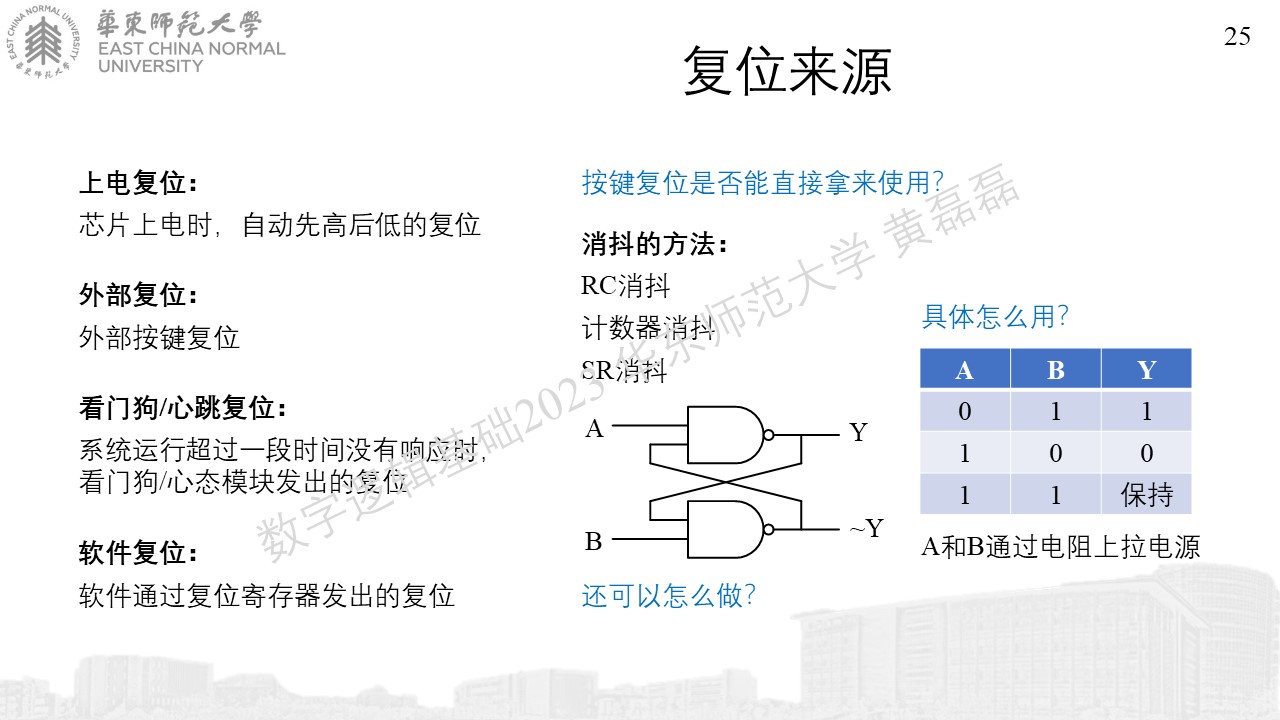 華東師范大學
EAST CHINA NORMAL
UNIVERSITY
25
复位来源
上电复位：
芯片上电时，自动先高后低的复位
外部复位：
外部按键复位
看门狗/心跳复位：
系统运行超过一段时间没有响应时，
看门狗/心态模块发出的复位
软件复位：
软件通过复位寄存器发出的复位
按键复位是否能直接拿来使用？
消抖的方法：
RC消抖
计数器消抖
SR消抖
A
Y
B
~Y
还可以怎么做？
具体怎么用？
A B Y
0 1 1
1 0 0
1 1 保持
A和B通过电阻上拉电源
数字逻辑基础2023 华东师范大学 黄磊磊
EAST CHINA NORMAL UNIVERSITY
華東師范大學